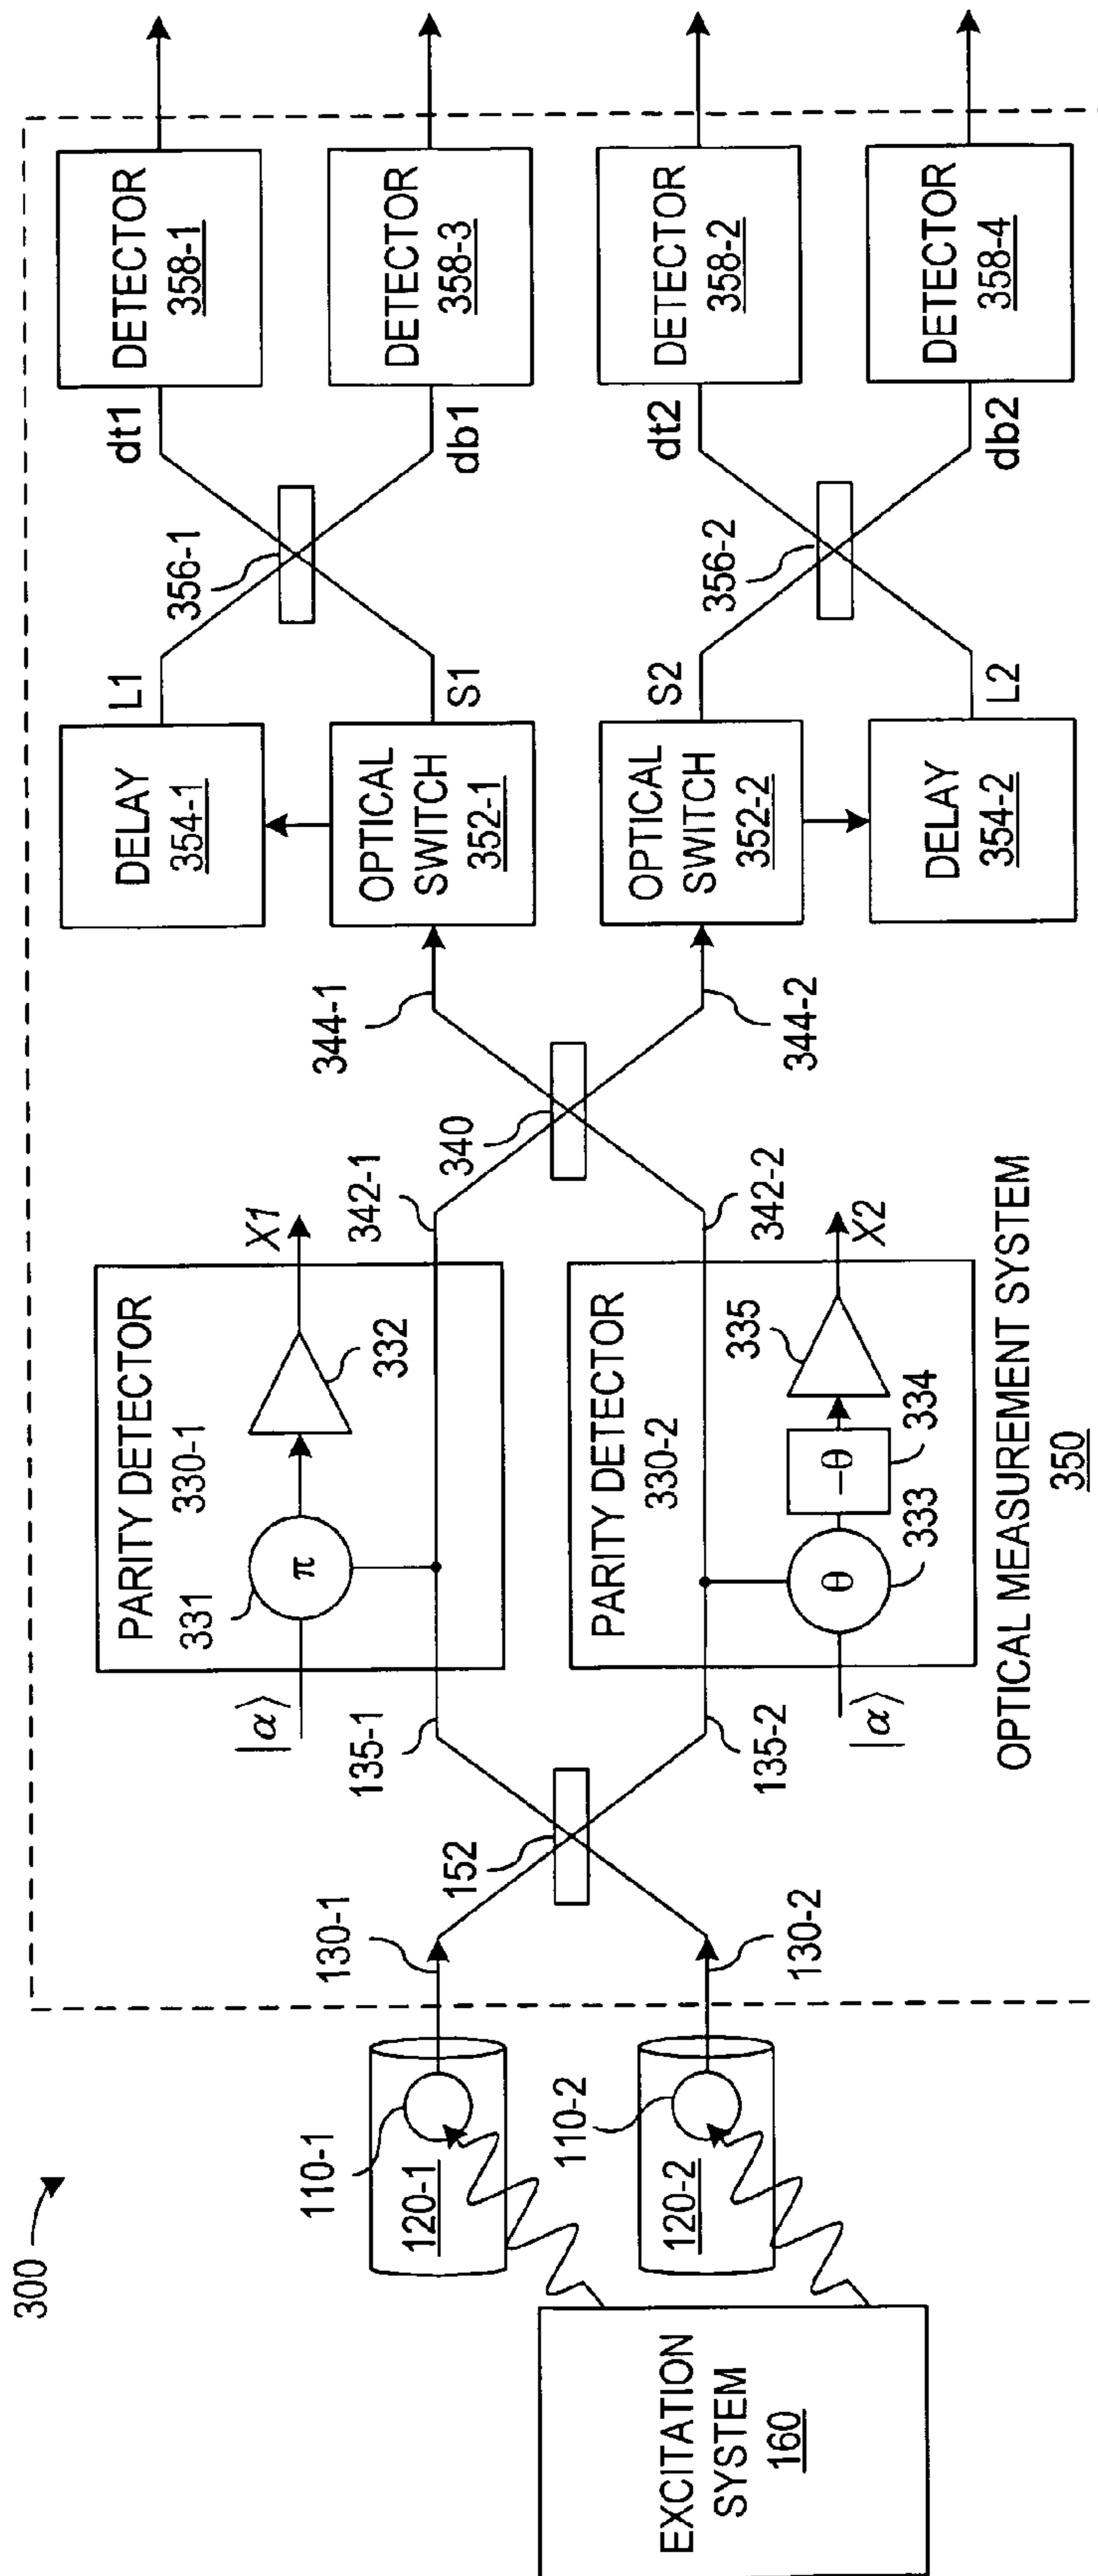 300
EXCITATION
SYSTEM
160
110-1
120-1
110-2
120-2
130-1
130-2
152
135-1
135-2
|α⟩
PARITY DETECTOR
330-1
331
π
332
X1
PARITY DETECTOR
330-2
|α⟩
θ
333
−θ
334
335
X2
342-1
342-2
340
344-1
344-2
OPTICAL
SWITCH
352-1
DELAY
354-1
OPTICAL
SWITCH
352-2
DELAY
354-2
L1
S1
S2
L2
356-1
356-2
dt1
db1
dt2
db2
DETECTOR
358-1
DETECTOR
358-3
DETECTOR
358-2
DETECTOR
358-4
OPTICAL MEASUREMENT SYSTEM
350